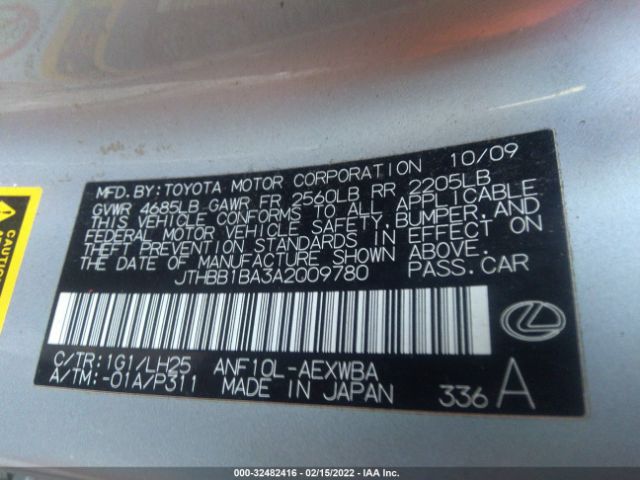 MFD. BY: TOYOTA MOTOR CORPORATION 10/09
GVWR 4685LB GAWR FR 2560LB RR 2205LB
THIS VEHICLE CONFORMS TO ALL APPLICABLE
FEDERAL MOTOR VEHICLE SAFETY, BUMPER, AND
THEFT PREVENTION STANDARDS IN EFFECT ON
THE DATE OF MANUFACTURE SHOWN ABOVE.
JTHBB1BA3A2009780 PASS. CAR
C/TR: 1G1/LH25 ANF10L-AEXWBA
A/TM: -01A/P311 MADE IN JAPAN 336 A
CAUTION
000-32482416 - 02/15/2022 - IAA Inc.